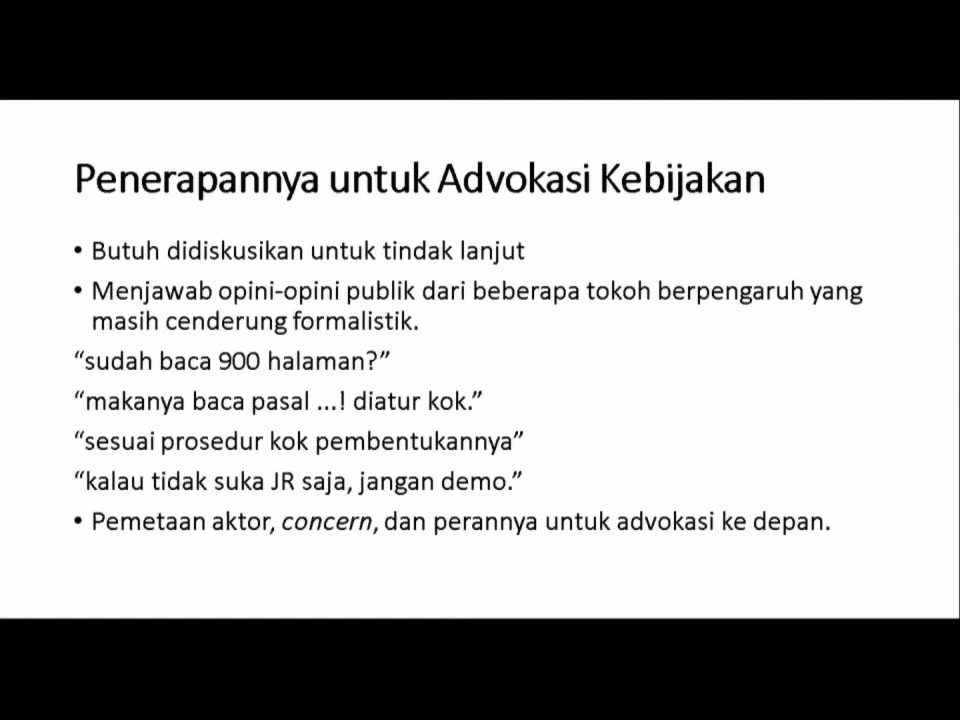 Penerapannya untuk Advokasi Kebijakan
• Butuh didiskusikan untuk tindak lanjut
• Menjawab opini-opini publik dari beberapa tokoh berpengaruh yang
masih cenderung formalistik.
“sudah baca 900 halaman?”
“makanya baca pasal ...! diatur kok.”
“sesuai prosedur kok pembentukannya”
“kalau tidak suka JR saja, jangan demo.”
• Pemetaan aktor, concern, dan perannya untuk advokasi ke depan.